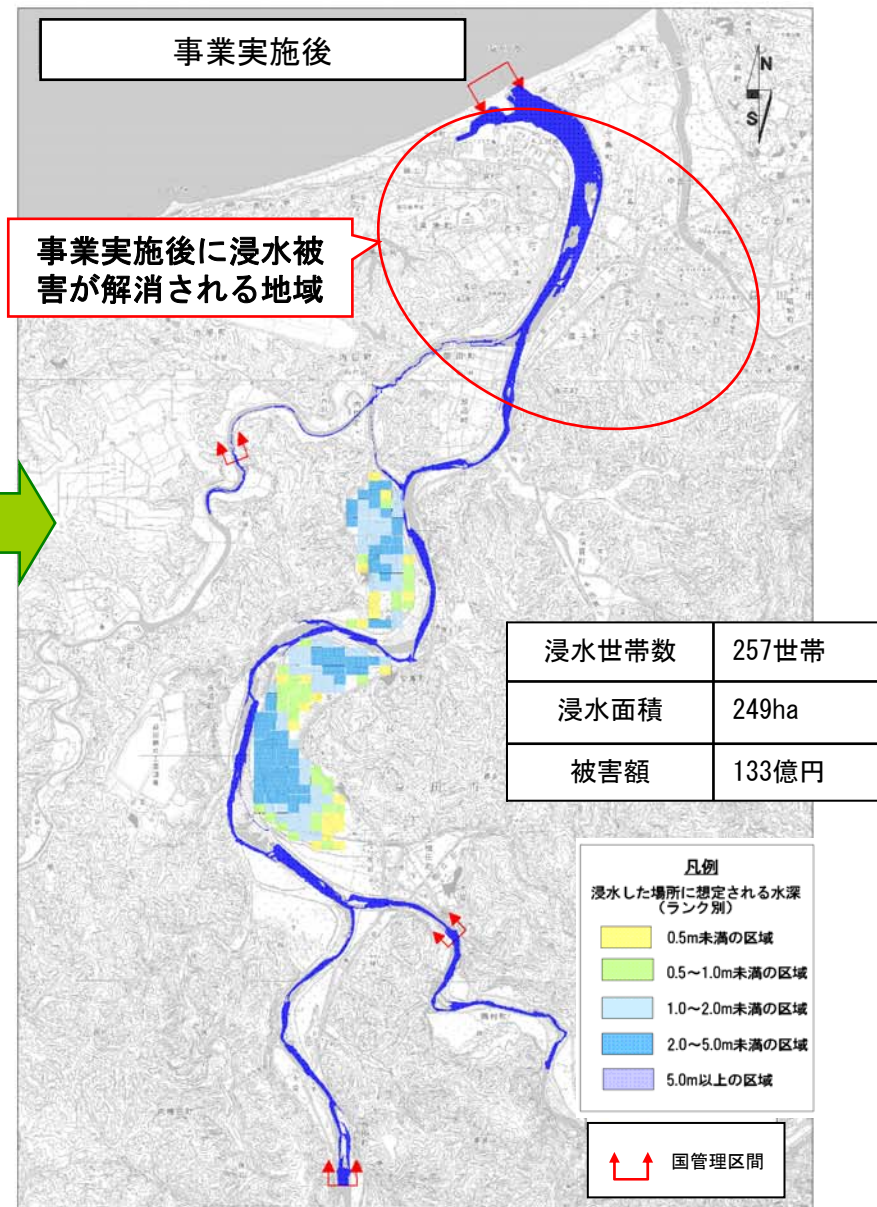 事業実施後
N
S
事業実施後に浸水被
害が解消される地域
浸水世帯数 257世帯
浸水面積 249ha
被害額 133億円
凡例
浸水した場所に想定される水深
(ランク別)
0.5m未満の区域
0.5～1.0m未満の区域
1.0～2.0m未満の区域
2.0～5.0m未満の区域
5.0m以上の区域
国管理区間